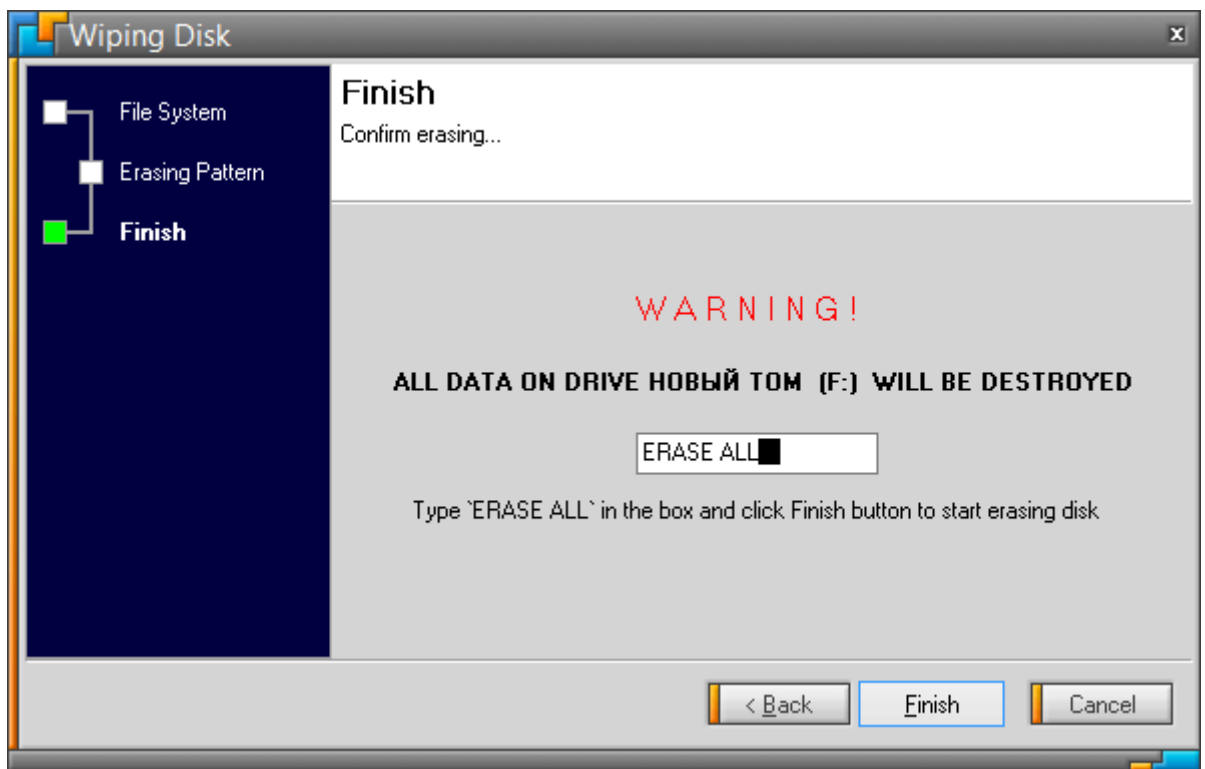 Wiping Disk
x
File System
Erasing Pattern
Finish
Finish
Confirm erasing...
WARNING!
ALL DATA ON DRIVE НОВЫЙ ТОМ (F:) WILL BE DESTROYED
ERASE ALL
Type `ERASE ALL` in the box and click Finish button to start erasing disk
< Back
Finish
Cancel